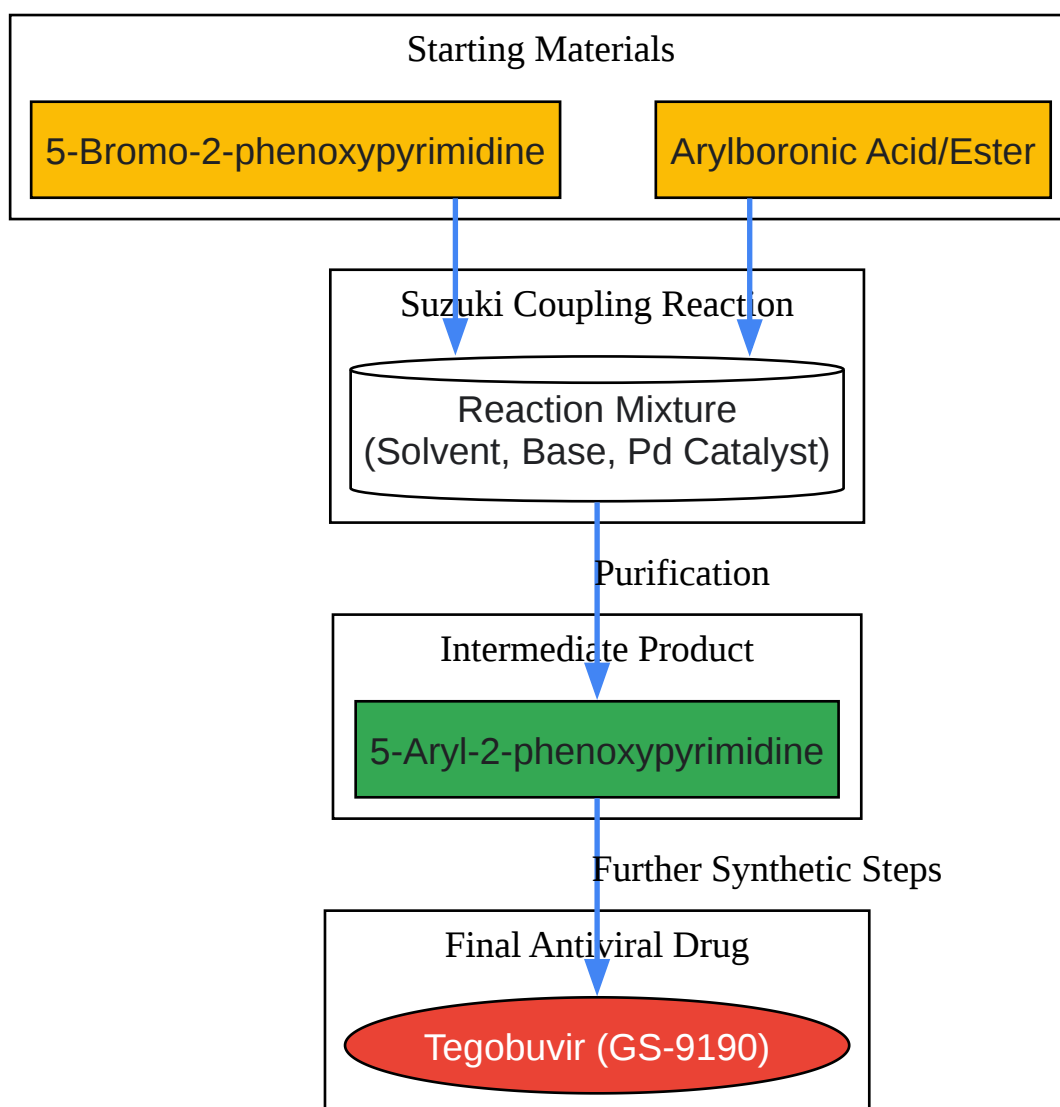 Starting Materials
5-Bromo-2-phenoxypyrimidine
Arylboronic Acid/Ester
Suzuki Coupling Reaction
Reaction Mixture
(Solvent, Base, Pd Catalyst)
Purification
Intermediate Product
5-Aryl-2-phenoxypyrimidine
Further Synthetic Steps
Final Antiviral Drug
Tegobuvir (GS-9190)